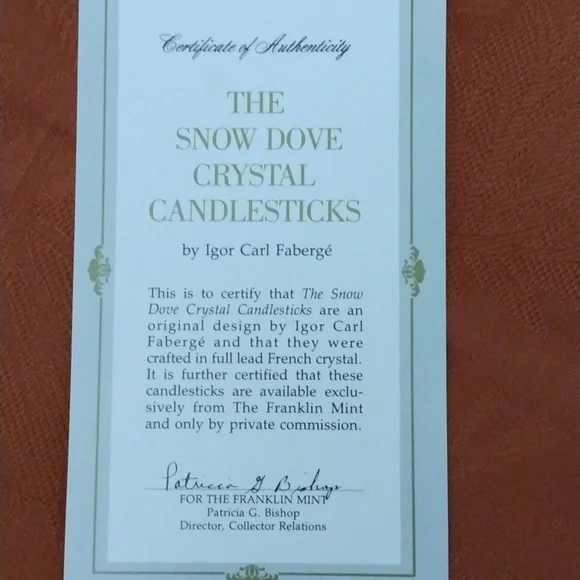 Certificate of Authenticity
THE
SNOW DOVE
CRYSTAL
CANDLESTICKS
by Igor Carl Fabergé
This is to certify that The Snow
Dove Crystal Candlesticks are an
original design by Igor Carl
Fabergé and that they were
crafted in full lead French crystal.
It is further certified that these
candlesticks are available exclu-
sively from The Franklin Mint
and only by private commission.
Patricia G Bishop
FOR THE FRANKLIN MINT
Patricia G. Bishop
Director, Collector Relations